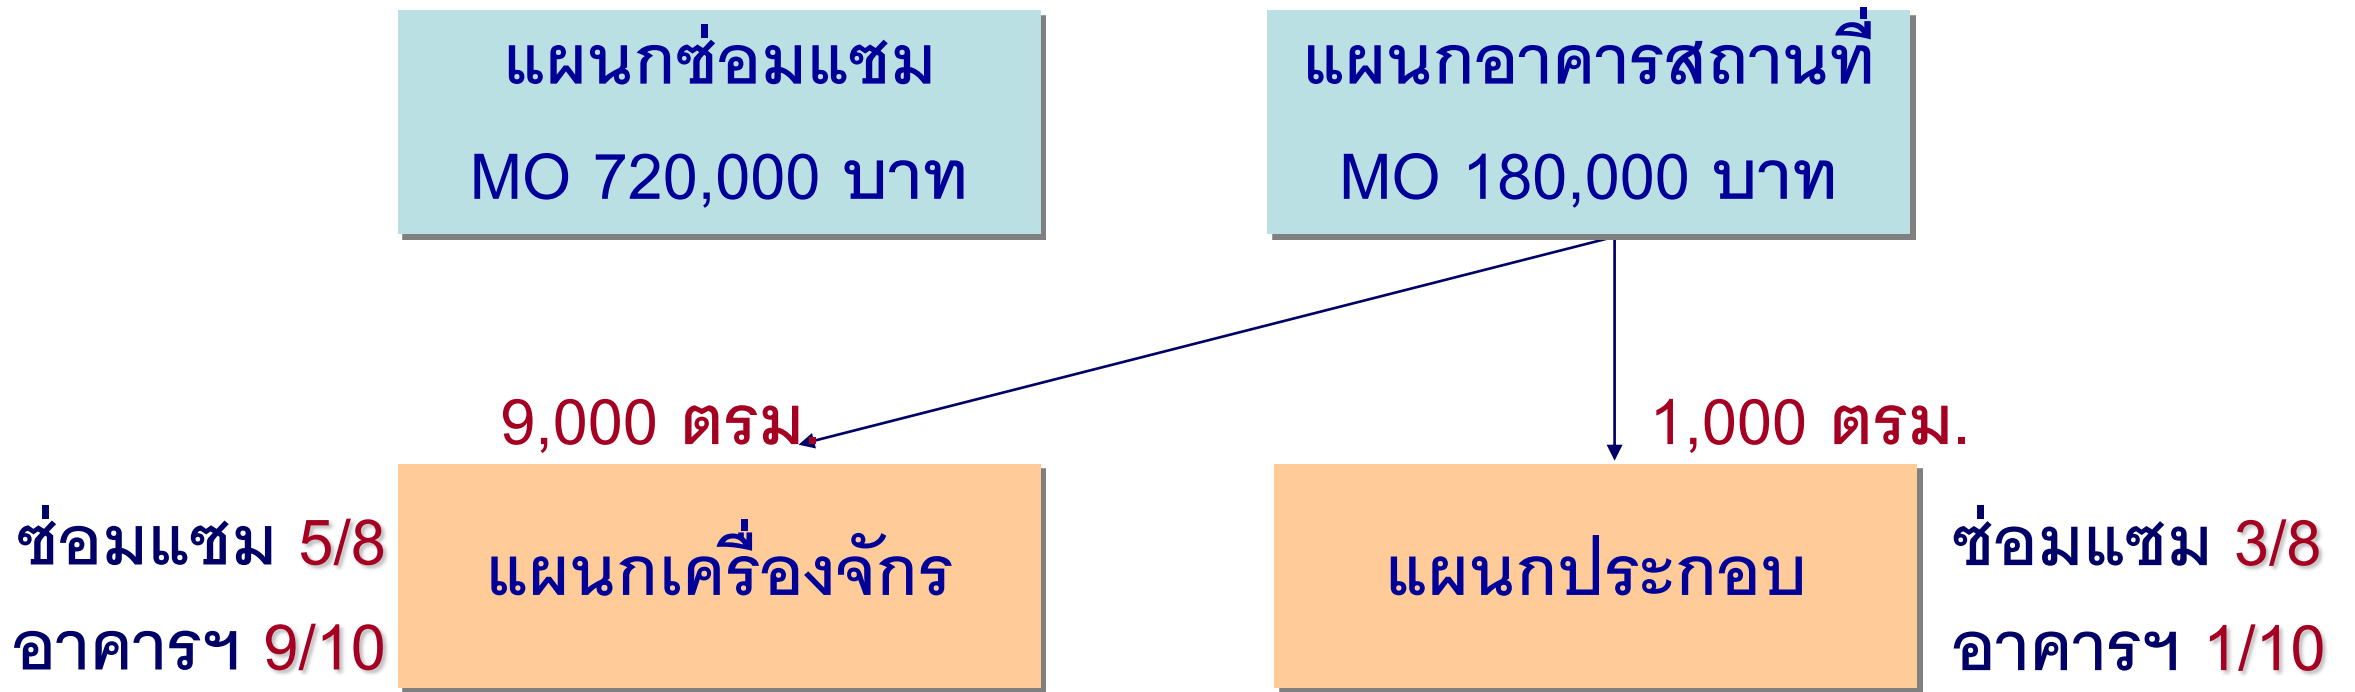 แผนกซ่อมแซม
MO 720,000 บาท
แผนกอาคารสถานที่
MO 180,000 บาท
9,000 ตรม.
1,000 ตรม.
ซ่อมแซม 5/8
อาคารฯ 9/10
แผนกเครื่องจักร
แผนกประกอบ
ซ่อมแซม 3/8
อาคารฯ 1/10